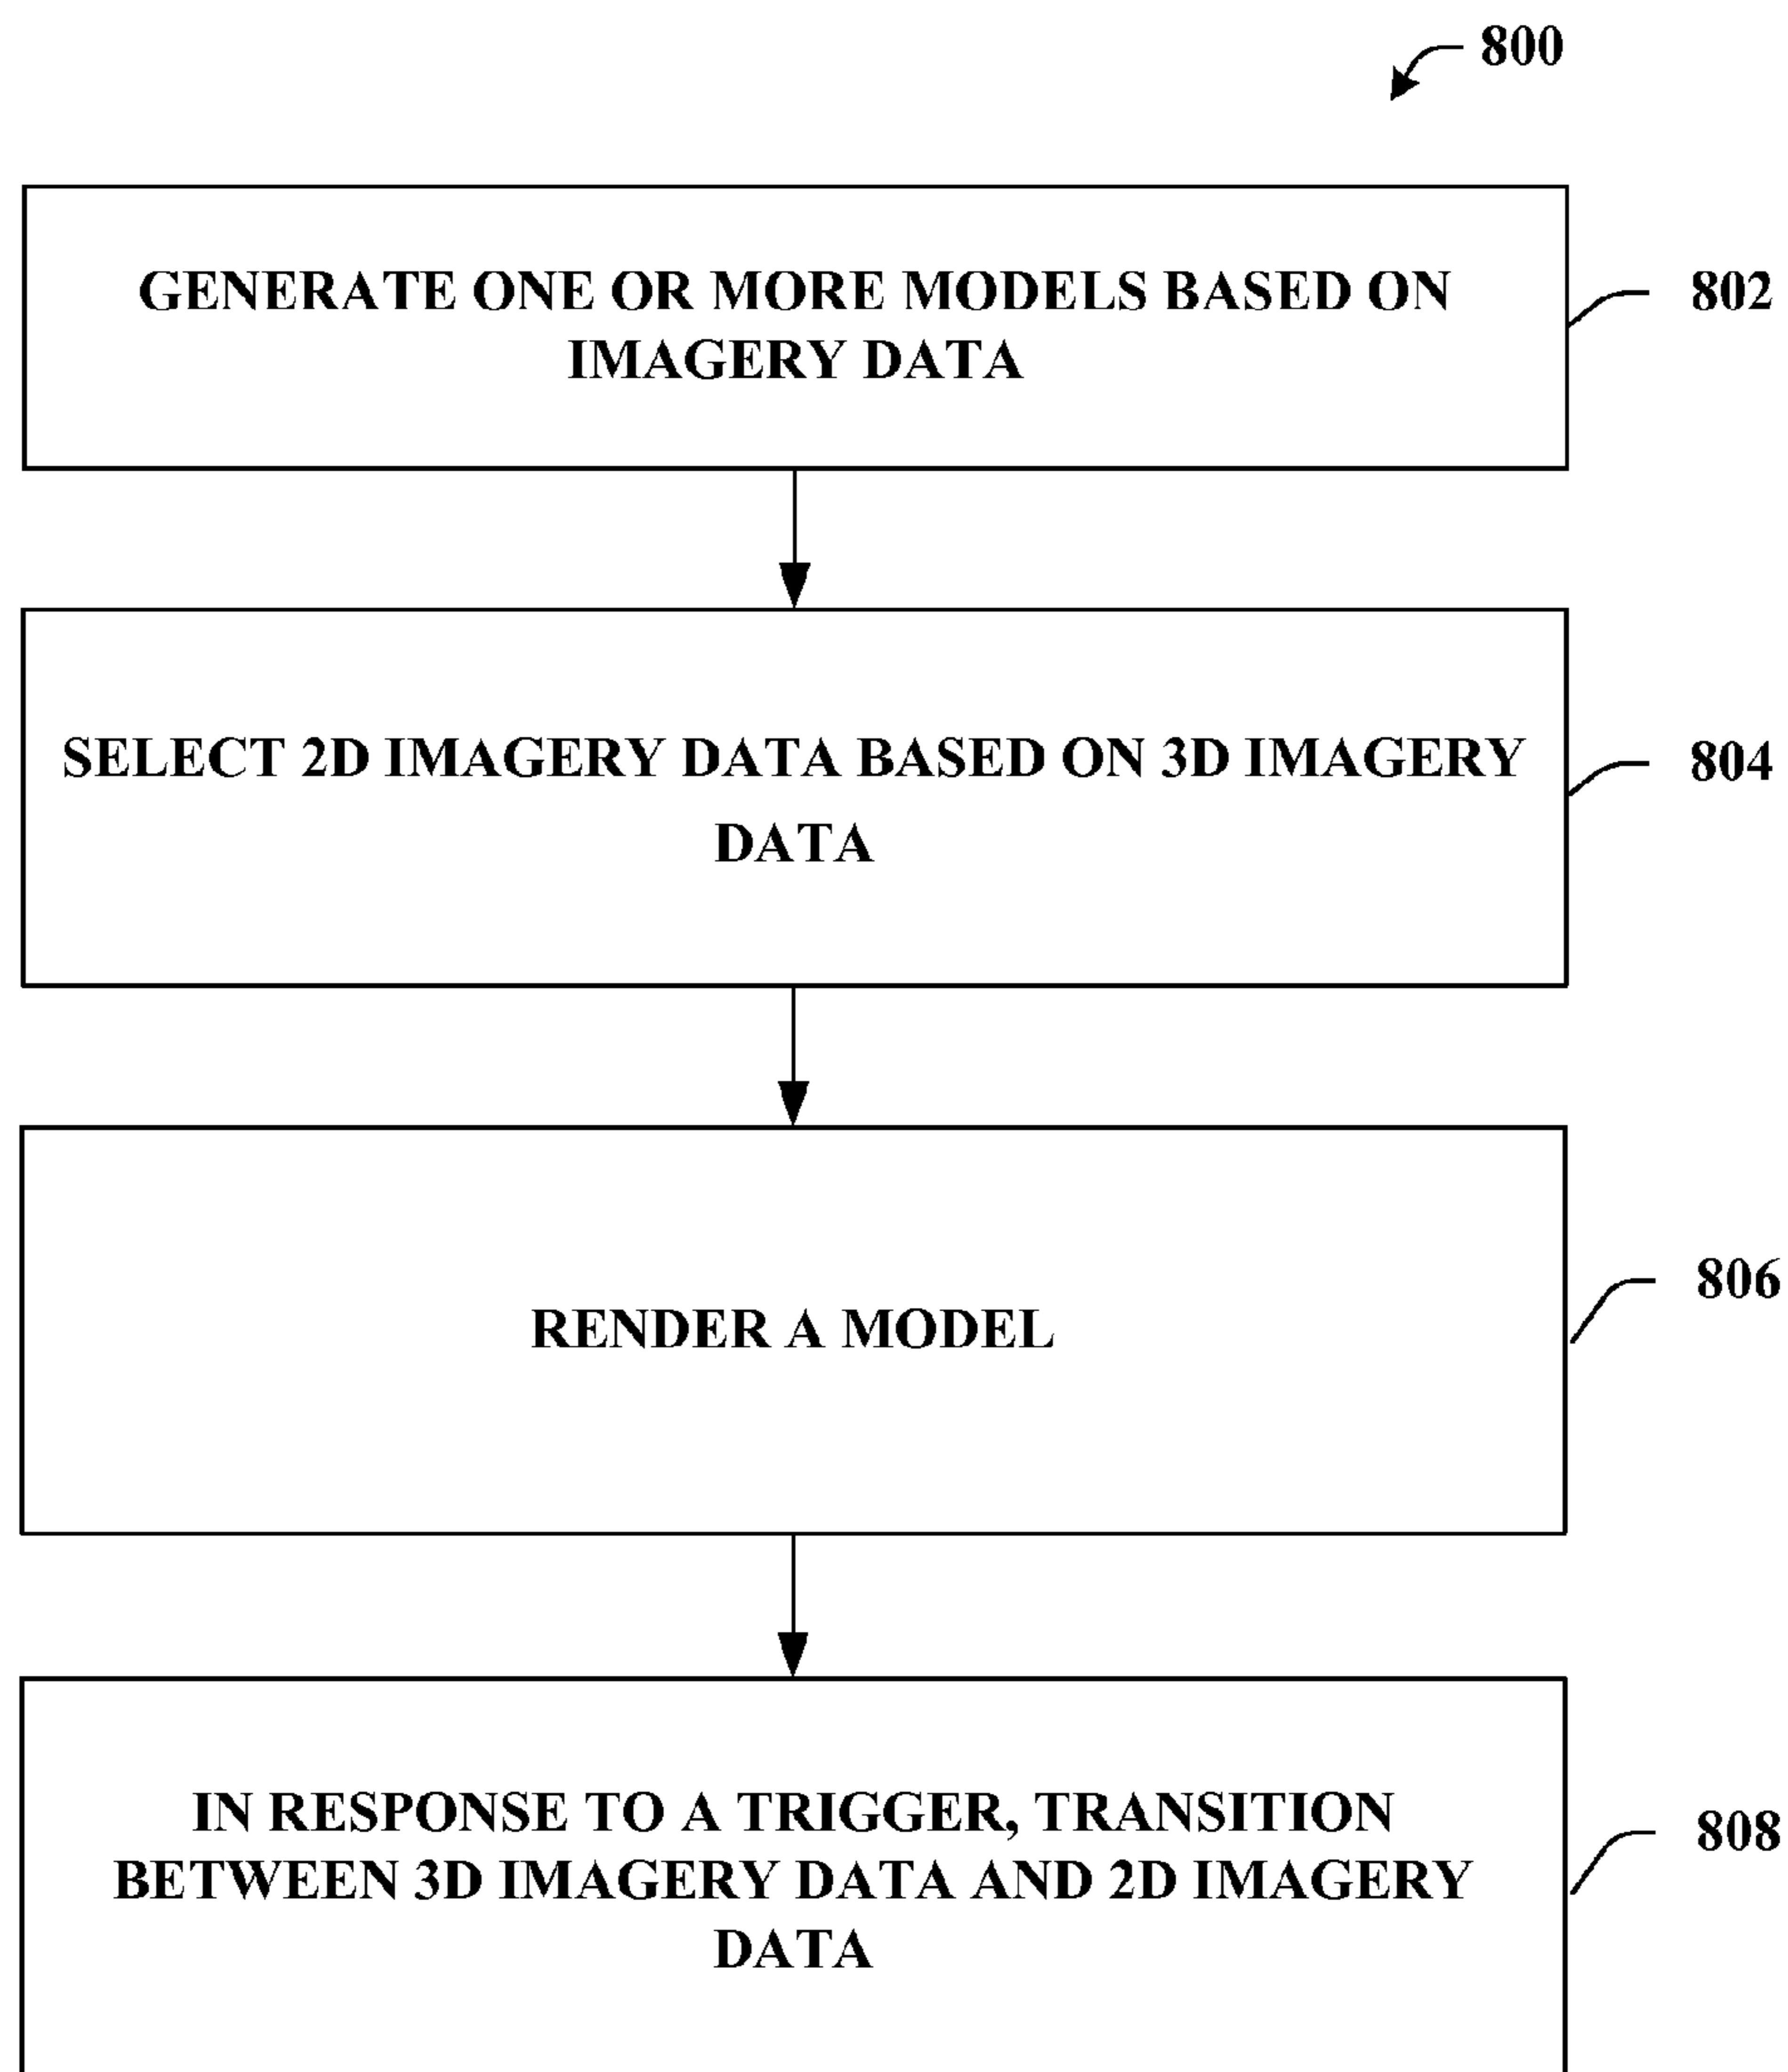 800
GENERATE ONE OR MORE MODELS BASED ON
IMAGERY DATA
802
SELECT 2D IMAGERY DATA BASED ON 3D IMAGERY
DATA
804
RENDER A MODEL
806
IN RESPONSE TO A TRIGGER, TRANSITION
BETWEEN 3D IMAGERY DATA AND 2D IMAGERY
DATA
808